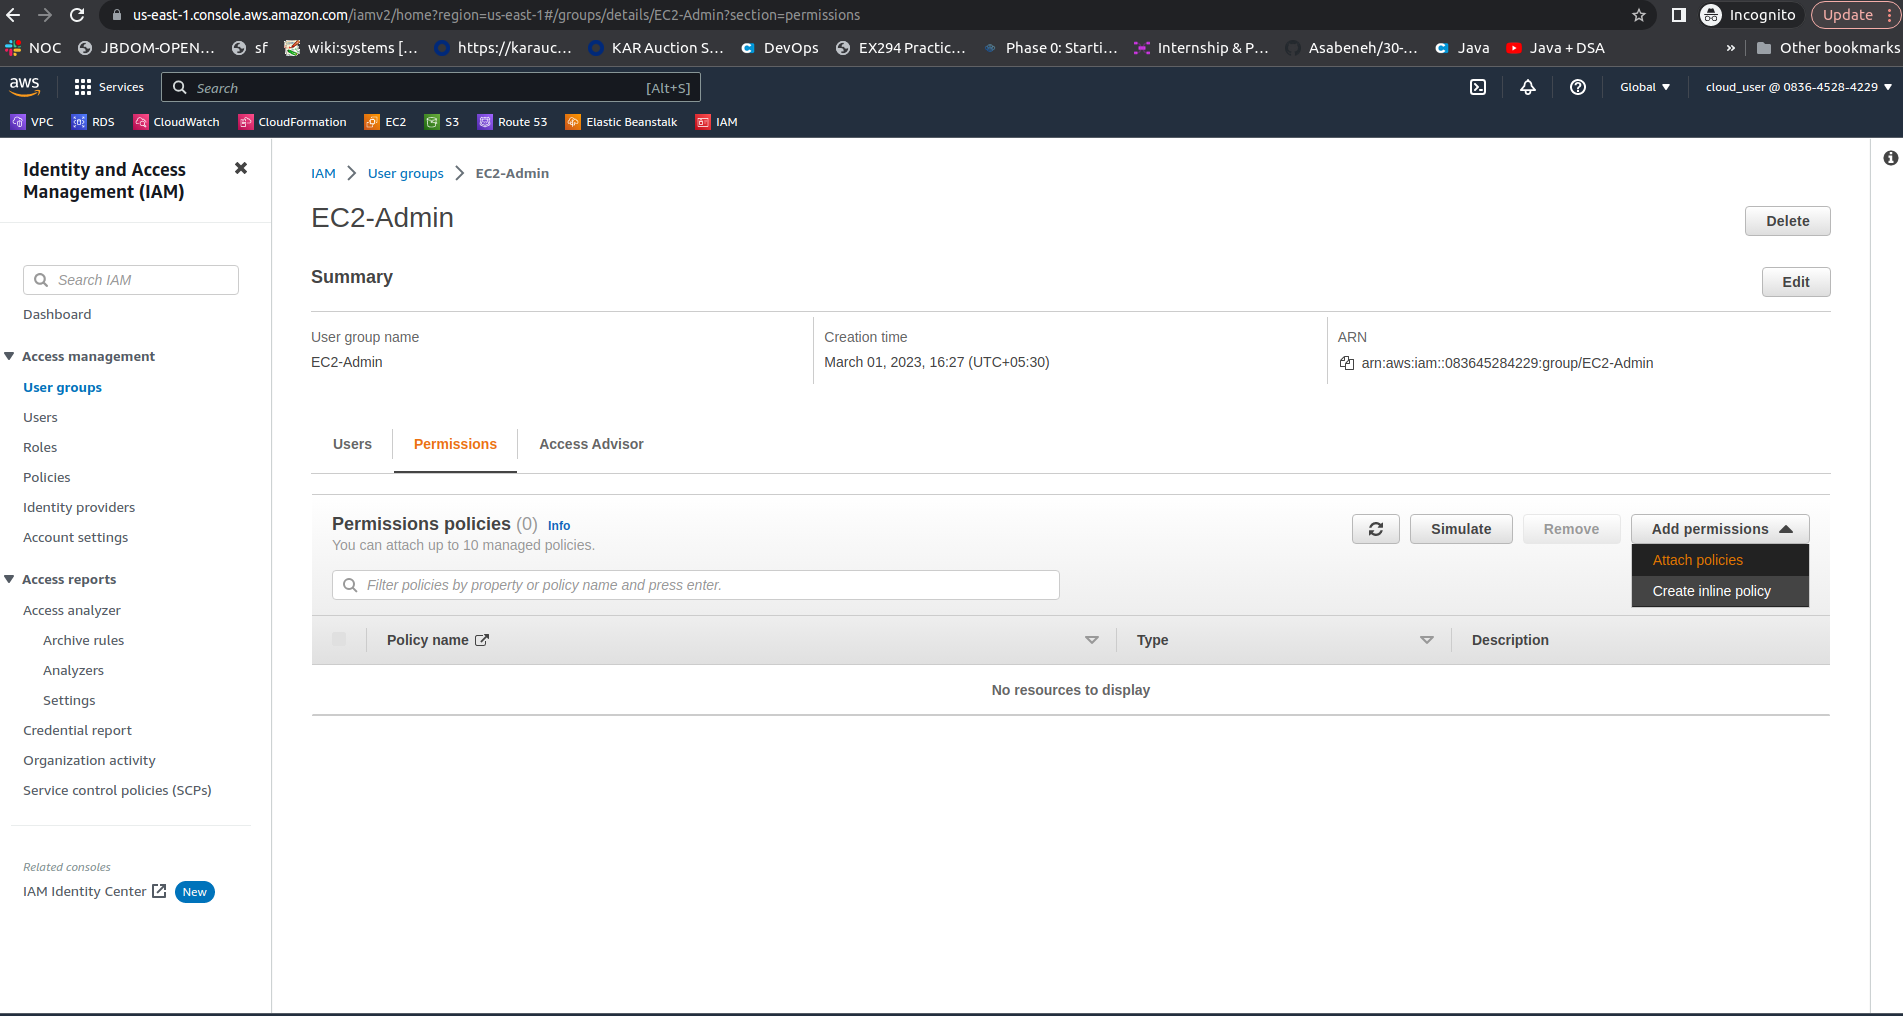 us-east-1.console.aws.amazon.com/iamv2/home?region=us-east-1#/groups/details/EC2-Admin?section=permissions
Incognito
Update
NOC
JBDOM-OPEN...
sf
wiki:systems [...
https://karauc...
KAR Auction S...
DevOps
EX294 Practic...
Phase 0: Starti...
Internship & P...
Asabeneh/30-...
Java
Java + DSA
»
Other bookmarks
aws
Services
Search
[Alt+S]
Global
cloud_user @ 0836-4528-4229
VPC
RDS
CloudWatch
CloudFormation
EC2
S3
Route 53
Elastic Beanstalk
IAM
Identity and Access
Management (IAM)
Search IAM
Dashboard
Access management
User groups
Users
Roles
Policies
Identity providers
Account settings
Access reports
Access analyzer
Archive rules
Analyzers
Settings
Credential report
Organization activity
Service control policies (SCPs)
Related consoles
IAM Identity Center
New
IAM > User groups > EC2-Admin
EC2-Admin
Delete
Summary
Edit
User group name
EC2-Admin
Creation time
March 01, 2023, 16:27 (UTC+05:30)
ARN
arn:aws:iam::083645284229:group/EC2-Admin
Users
Permissions
Access Advisor
Permissions policies (0) Info
You can attach up to 10 managed policies.
Simulate
Remove
Add permissions
Attach policies
Create inline policy
Filter policies by property or policy name and press enter.
Policy name
Type
Description
No resources to display